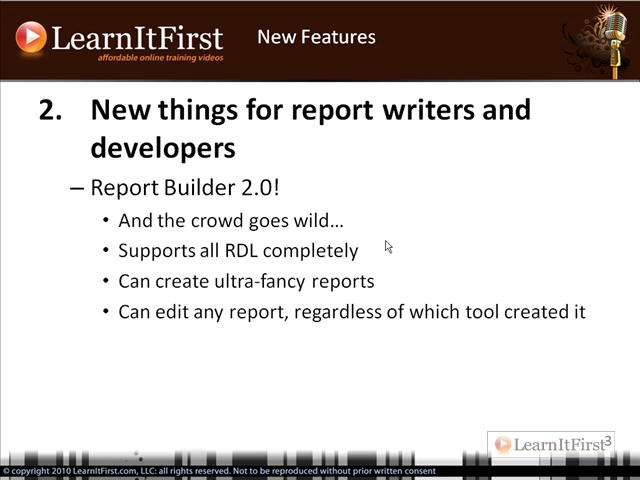 LearnItFirst
affordable online training videos
New Features
2. New things for report writers and
developers
– Report Builder 2.0!
• And the crowd goes wild…
• Supports all RDL completely
• Can create ultra-fancy reports
• Can edit any report, regardless of which tool created it
LearnItFirst 3
© copyright 2010 LearnItFirst.com, LLC: all rights reserved. Not to be reproduced without prior written consent